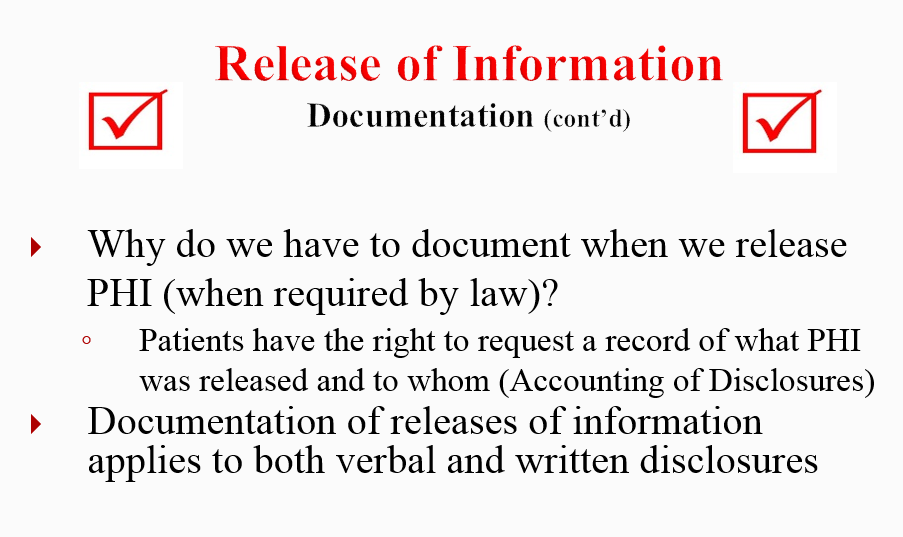 Release of Information
Documentation (cont’d)
Why do we have to document when we release
PHI (when required by law)?
Patients have the right to request a record of what PHI
was released and to whom (Accounting of Disclosures)
Documentation of releases of information
applies to both verbal and written disclosures